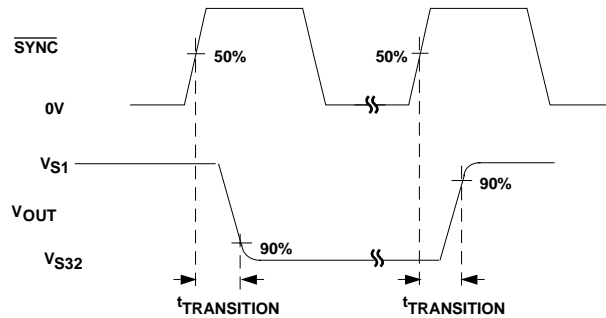 SYNC
50%
50%
0V
VS1
90%
VOUT
90%
VS32
tTRANSITION
tTRANSITION